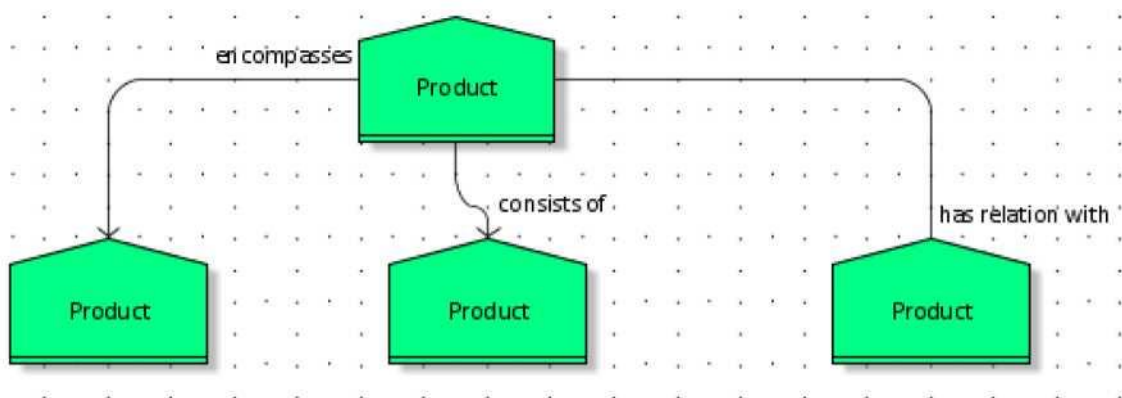 encompasses
Product
consists of
has relation with
Product
Product
Product